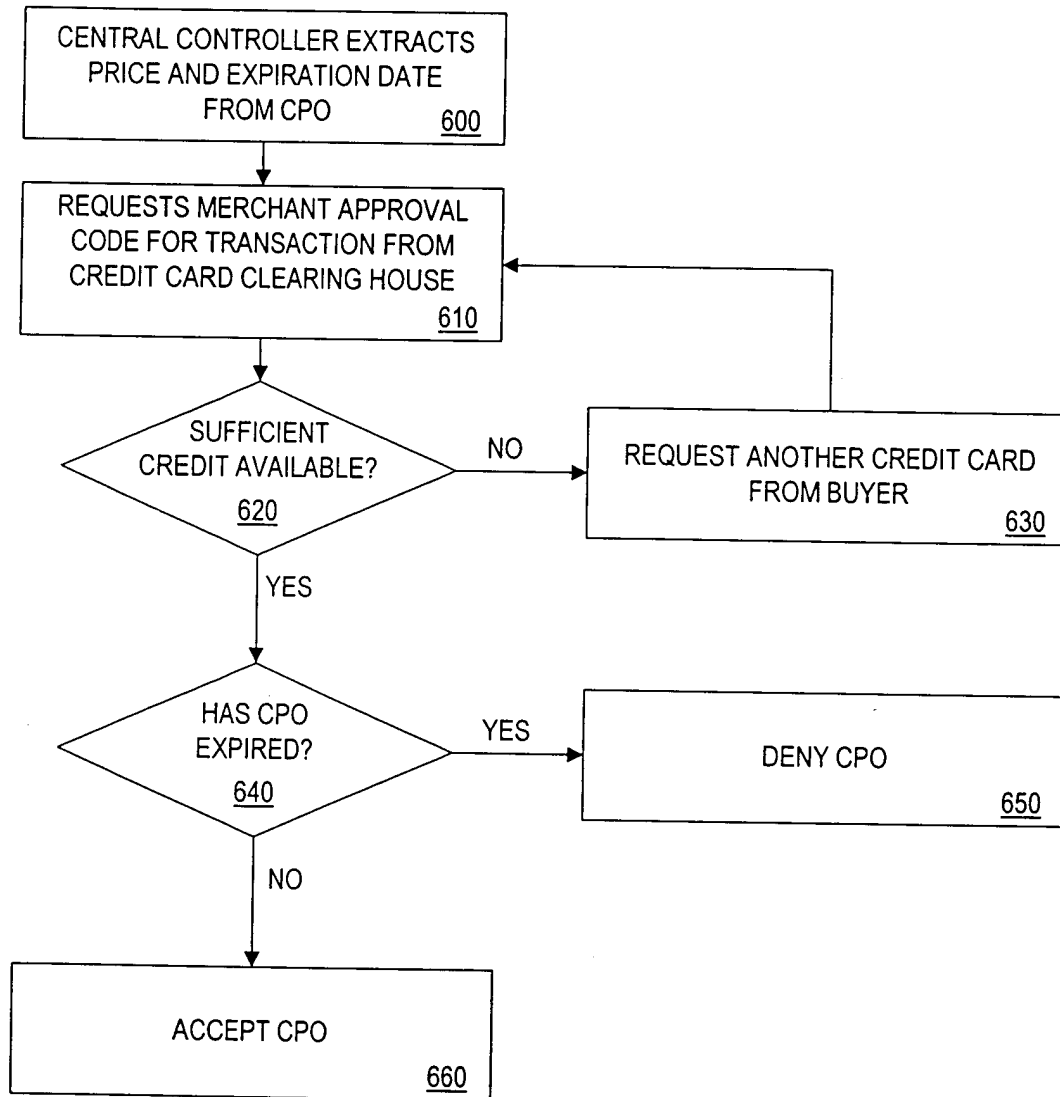 CENTRAL CONTROLLER EXTRACTS
PRICE AND EXPIRATION DATE
FROM CPO
600
REQUESTS MERCHANT APPROVAL
CODE FOR TRANSACTION FROM
CREDIT CARD CLEARING HOUSE
610
SUFFICIENT
CREDIT AVAILABLE?
620
NO
REQUEST ANOTHER CREDIT CARD
FROM BUYER
630
YES
HAS CPO
EXPIRED?
640
YES
DENY CPO
650
NO
ACCEPT CPO
660